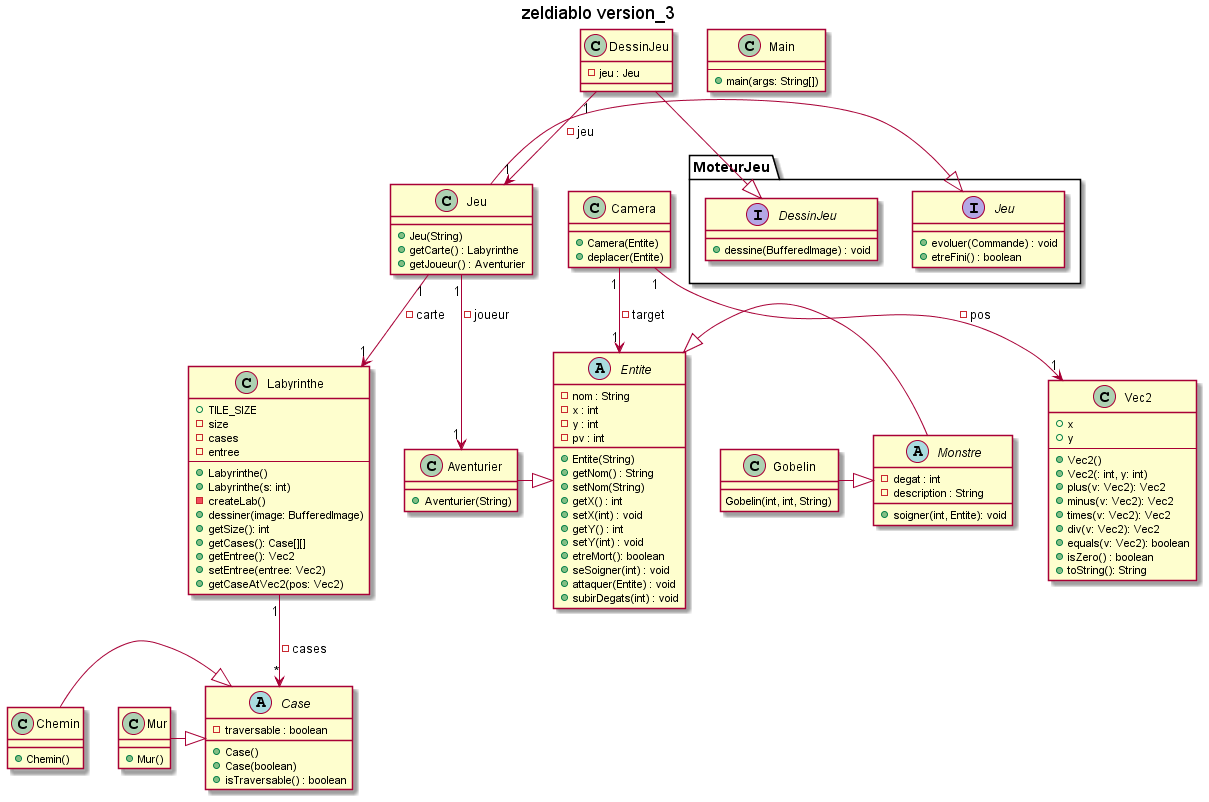 zeldiablo version_3
C DessinJeu
jeu : Jeu
C Main
main(args: String[])
1
jeu
1
MoteurJeu
C Jeu
Jeu(String)
getCarte() : Labyrinthe
getJoueur() : Aventurier
C Camera
Camera(Entite)
deplacer(Entite)
I DessinJeu
dessine(BufferedImage) : void
I Jeu
evoluer(Commande) : void
etreFini() : boolean
1
carte
1
1
joueur
1
1
target
1
1
pos
1
C Labyrinthe
TILE_SIZE
size
cases
entree
Labyrinthe()
Labyrinthe(s: int)
createLab()
dessiner(image: BufferedImage)
getSize(): int
getCases(): Case[][]
getEntree(): Vec2
setEntree(entree: Vec2)
getCaseAtVec2(pos: Vec2)
C Aventurier
Aventurier(String)
A Entite
nom : String
x : int
y : int
pv : int
Entite(String)
getNom() : String
setNom(String)
getX() : int
setX(int) : void
getY() : int
setY(int) : void
etreMort(): boolean
seSoigner(int) : void
attaquer(Entite) : void
subirDegats(int) : void
C Gobelin
Gobelin(int, int, String)
A Monstre
degat : int
description : String
soigner(int, Entite): void
C Vec2
x
y
Vec2()
Vec2(: int, y: int)
plus(v: Vec2): Vec2
minus(v: Vec2): Vec2
times(v: Vec2): Vec2
div(v: Vec2): Vec2
equals(v: Vec2): boolean
isZero() : boolean
toString(): String
1
cases
*
C Chemin
Chemin()
C Mur
Mur()
A Case
traversable : boolean
Case()
Case(boolean)
isTraversable() : boolean